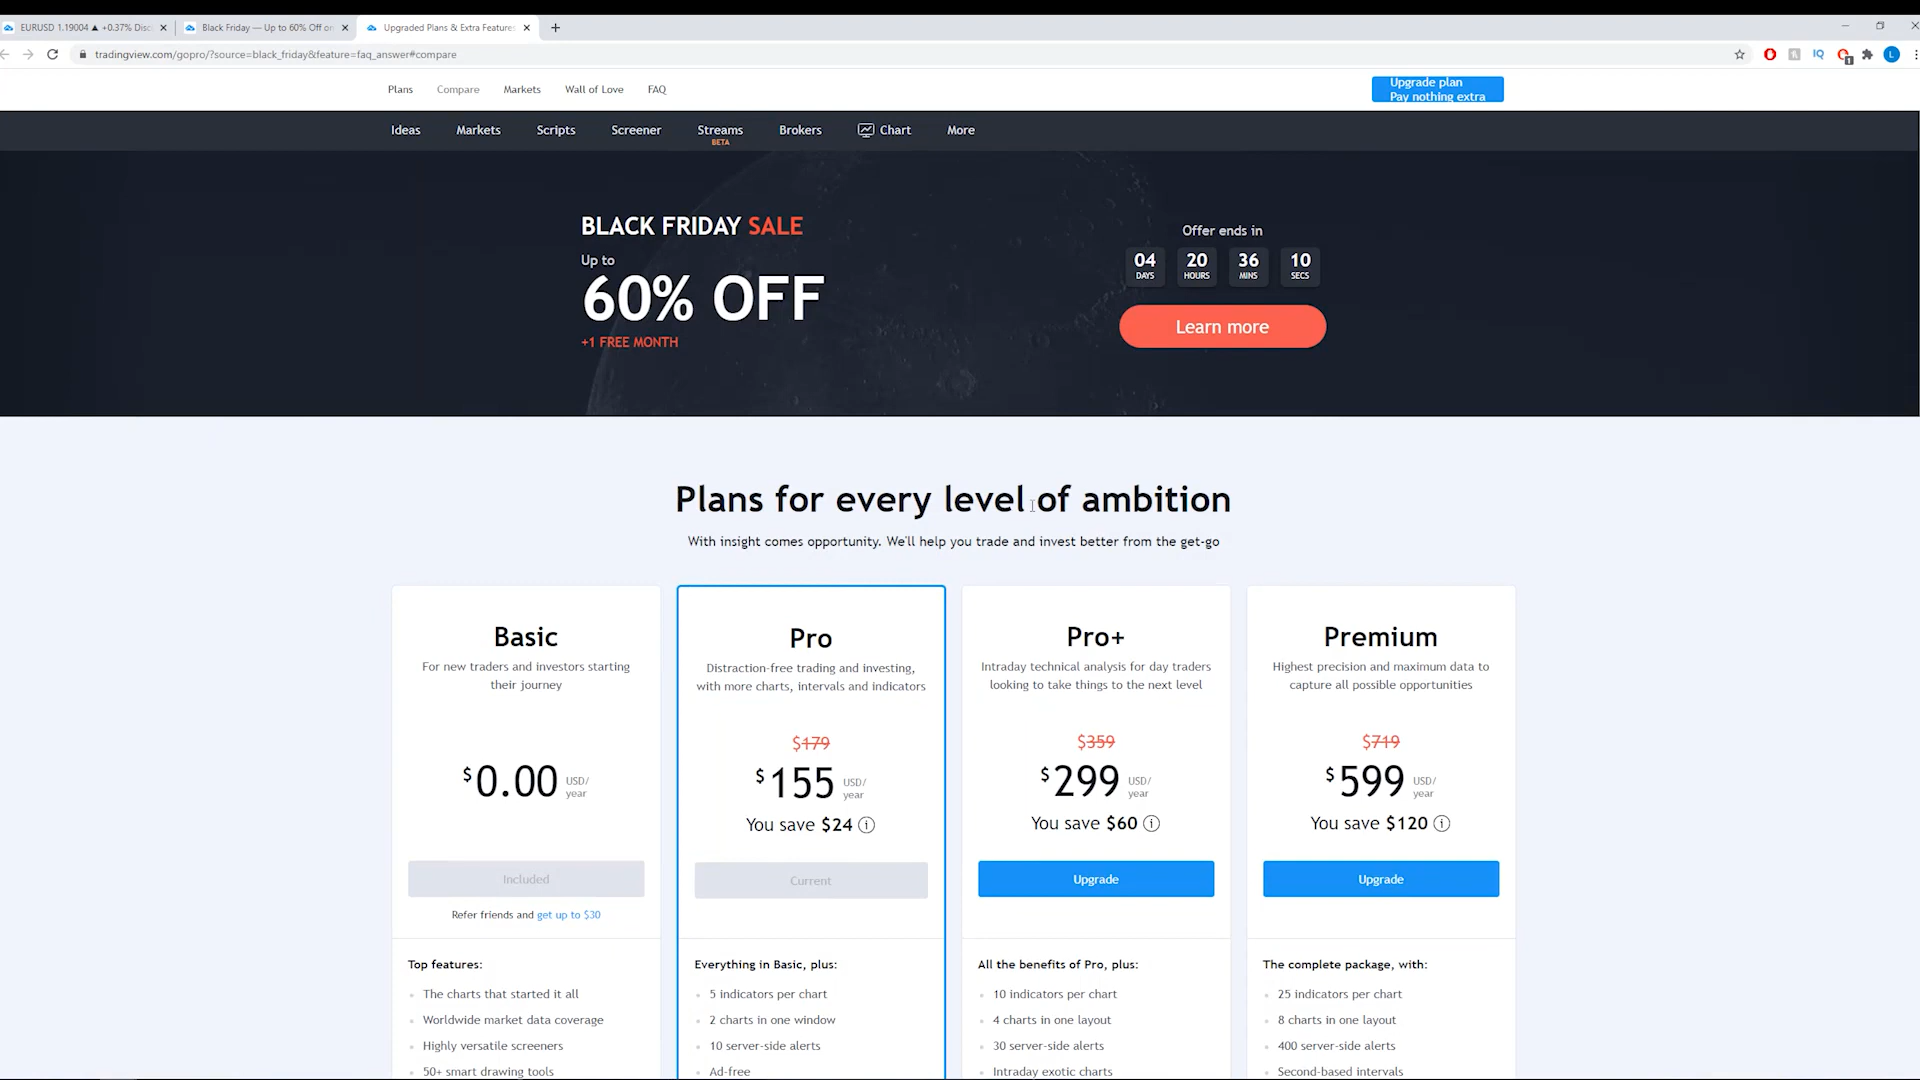 EURUSD 1.19004 ▲ +0.37% Disc
Black Friday — Up to 60% Off on
Upgraded Plans & Extra Features
tradingview.com/gopro/?source=black_friday&feature=faq_answer#compare
IQ
1
L
Plans
Compare
Markets
Wall of Love
FAQ
Upgrade plan
Pay nothing extra
Ideas
Markets
Scripts
Screener
Streams
BETA
Brokers
Chart
More
BLACK FRIDAY SALE
Up to
60% OFF
+1 FREE MONTH
Offer ends in
04 20 36 10
DAYS HOURS MINS SECS
Learn more
Plans for every level of ambition
With insight comes opportunity. We'll help you trade and invest better from the get-go
Basic
For new traders and investors starting
their journey
$0.00 USD/
year
Included
Refer friends and get up to $30
Top features:
The charts that started it all
Worldwide market data coverage
Highly versatile screeners
50+ smart drawing tools
Pro
Distraction-free trading and investing,
with more charts, intervals and indicators
$179
$155 USD/
year
You save $24
Current
Everything in Basic, plus:
5 indicators per chart
2 charts in one window
10 server-side alerts
Ad-free
Pro+
Intraday technical analysis for day traders
looking to take things to the next level
$359
$299 USD/
year
You save $60
Upgrade
All the benefits of Pro, plus:
10 indicators per chart
4 charts in one layout
30 server-side alerts
Intraday exotic charts
Premium
Highest precision and maximum data to
capture all possible opportunities
$719
$599 USD/
year
You save $120
Upgrade
The complete package, with:
25 indicators per chart
8 charts in one layout
400 server-side alerts
Second-based intervals